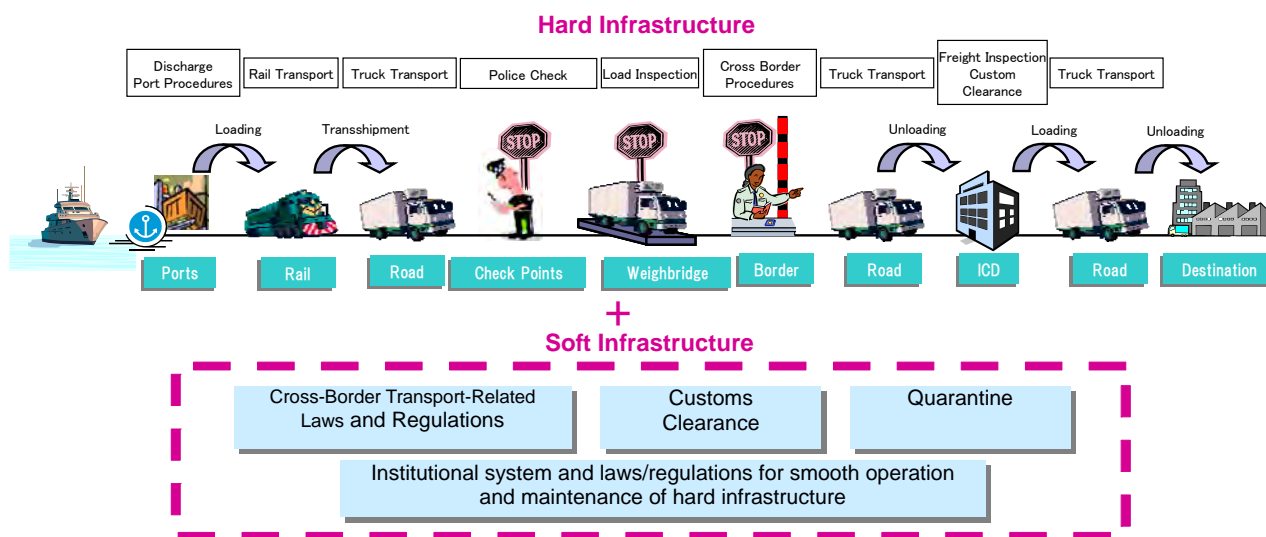 Hard Infrastructure
Discharge
Port Procedures
Rail Transport
Truck Transport
Police Check
Load Inspection
Cross Border
Procedures
Truck Transport
Freight Inspection
Custom
Clearance
Truck Transport
Loading
Transshipment
Unloading
Loading
Unloading
STOP
STOP
STOP
Ports
Rail
Road
Check Points
Weighbridge
Border
Road
ICD
Road
Destination
+
Soft Infrastructure
Cross-Border Transport-Related
Laws and Regulations
Customs
Clearance
Quarantine
Institutional system and laws/regulations for smooth operation
and maintenance of hard infrastructure